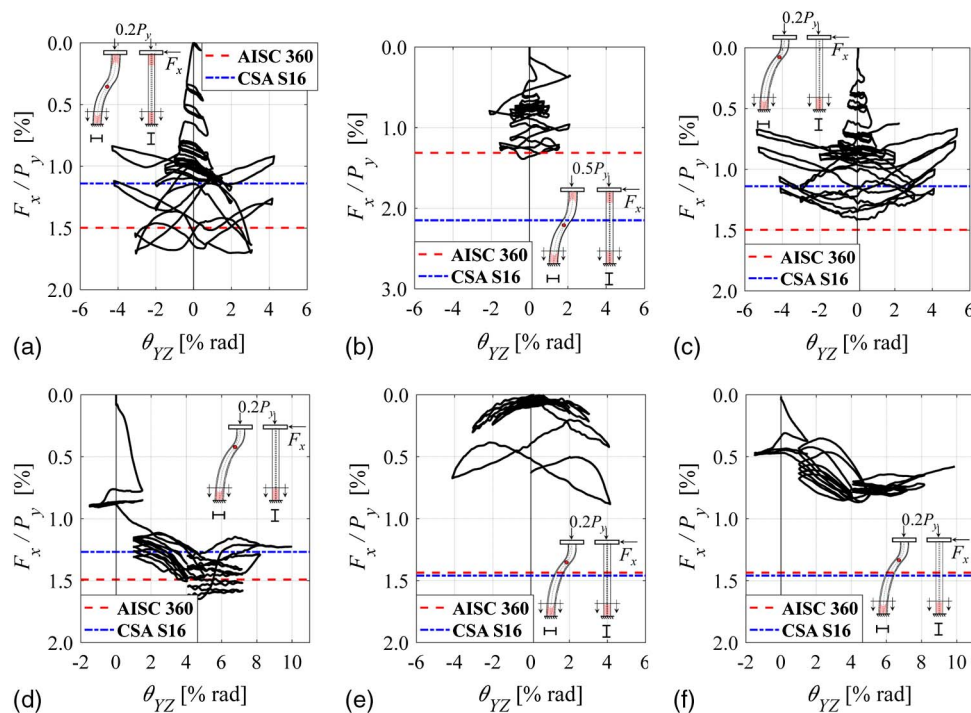 0.2P_y
F_x
AISC 360
CSA S16
0.0
0.5
1.0
1.5
2.0
F_x / P_y [%]
-6 -4 -2 0 2 4 6
(a) θ_YZ [% rad]
0.5P_y
F_x
AISC 360
CSA S16
0.0
1.0
2.0
3.0
F_x / P_y [%]
-6 -4 -2 0 2 4 6
(b) θ_YZ [% rad]
0.2P_y
F_x
AISC 360
CSA S16
0.0
0.5
1.0
1.5
2.0
F_x / P_y [%]
-6 -4 -2 0 2 4 6
(c) θ_YZ [% rad]
0.2P_y
F_x
AISC 360
CSA S16
0.0
0.5
1.0
1.5
2.0
F_x / P_y [%]
-2 0 2 4 6 8 10
(d) θ_YZ [% rad]
0.2P_y
F_x
AISC 360
CSA S16
0.0
0.5
1.0
1.5
2.0
F_x / P_y [%]
-6 -4 -2 0 2 4 6
(e) θ_YZ [% rad]
0.2P_y
F_x
AISC 360
CSA S16
0.0
0.5
1.0
1.5
2.0
F_x / P_y [%]
-2 0 2 4 6 8 10
(f) θ_YZ [% rad]